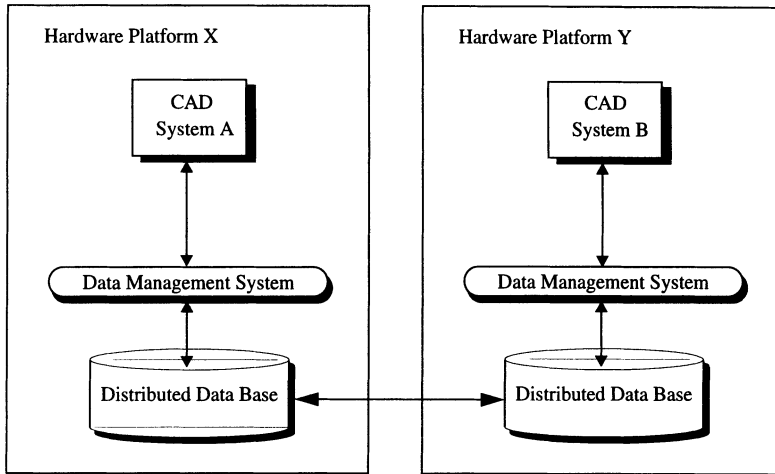 Hardware Platform X
CAD
System A
Data Management System
Distributed Data Base
Hardware Platform Y
CAD
System B
Data Management System
Distributed Data Base